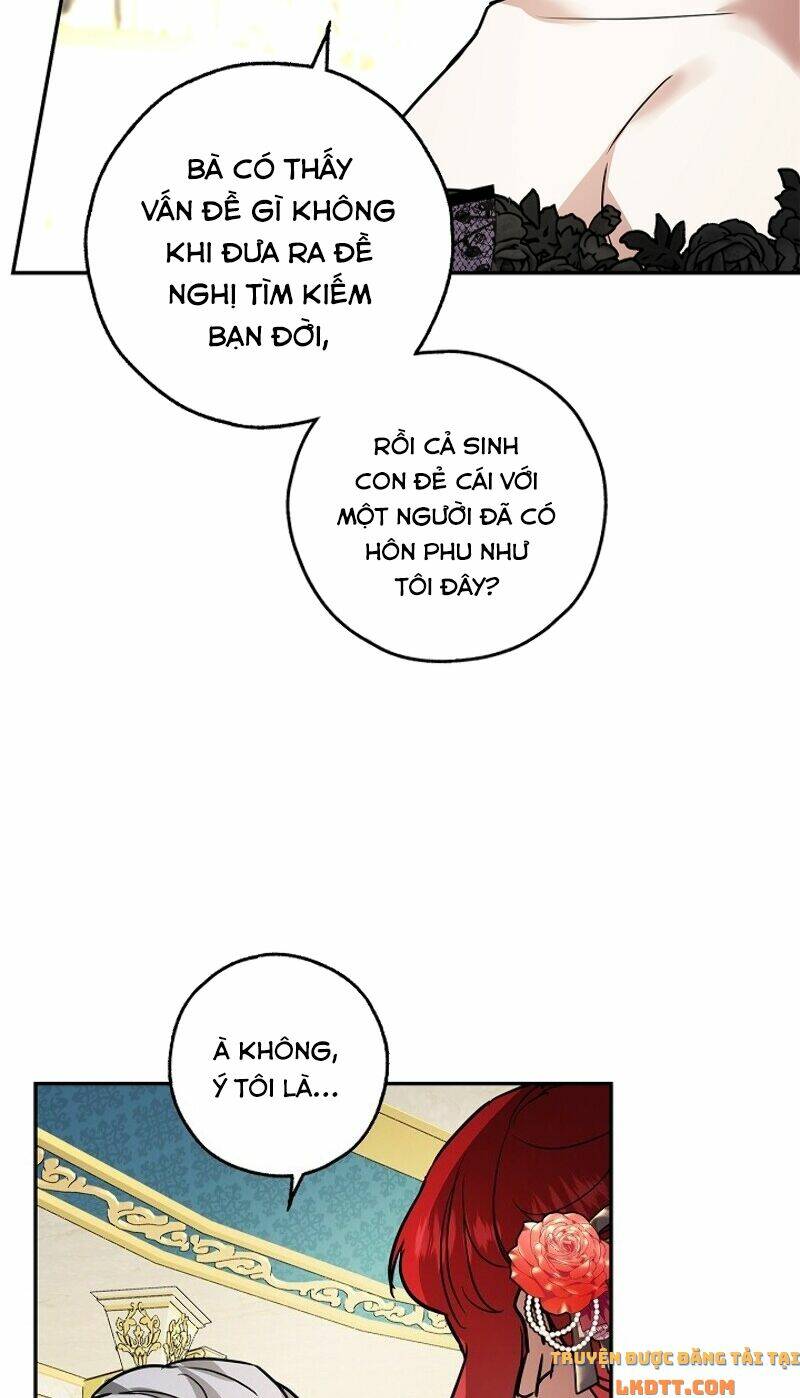 BÀ CÓ THẤY
VẤN ĐỀ GÌ KHÔNG
KHI ĐƯA RA ĐỀ
NGHỊ TÌM KIẾM
BẠN ĐỜI,
RỒI CẢ SINH
CON ĐẺ CÁI VỚI
MỘT NGƯỜI ĐÃ CÓ
HÔN PHU NHƯ
TÔI ĐÂY?
À KHÔNG,
Ý TÔI LÀ...
TRUYỆN ĐƯỢC ĐĂNG TẢI TẠI
LKDTT.COM